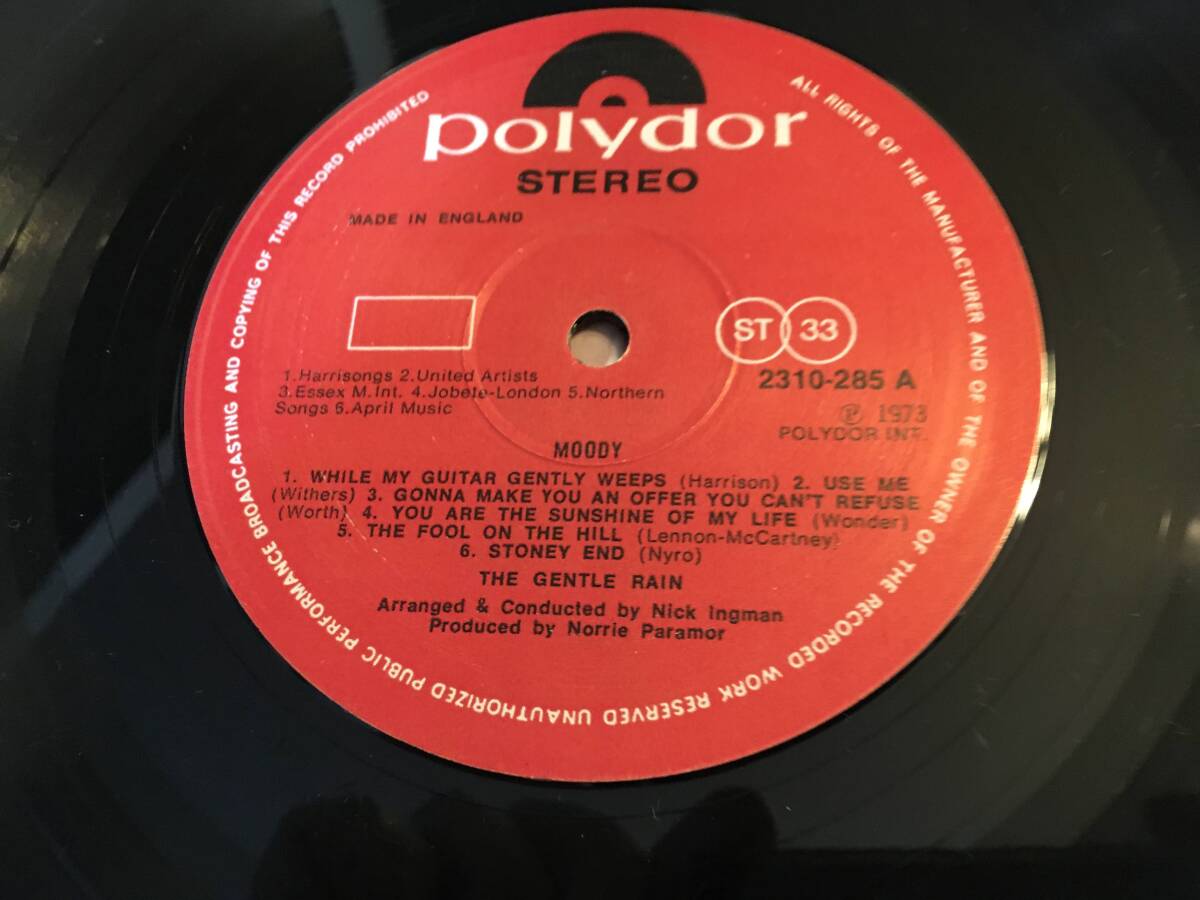 polydor
STEREO
MADE IN ENGLAND
ST 33
1.Harrisongs 2.United Artists
3.Essex M.Int. 4.Jobete-London 5.Northern
Songs 6.April Music
2310-285 A
Ⓟ 1973
POLYDOR INT.
MOODY
1. WHILE MY GUITAR GENTLY WEEPS (Harrison) 2. USE ME
(Withers) 3. GONNA MAKE YOU AN OFFER YOU CAN'T REFUSE
(Worth) 4. YOU ARE THE SUNSHINE OF MY LIFE (Wonder)
5. THE FOOL ON THE HILL (Lennon-McCartney)
6. STONEY END (Nyro)
THE GENTLE RAIN
Arranged & Conducted by Nick Ingman
Produced by Norrie Paramor
ALL RIGHTS OF THE MANUFACTURER AND OF THE OWNER OF THE RECORDED WORK RESERVED UNAUTHORIZED PUBLIC PERFORMANCE BROADCASTING AND COPYING OF THIS RECORD PROHIBITED